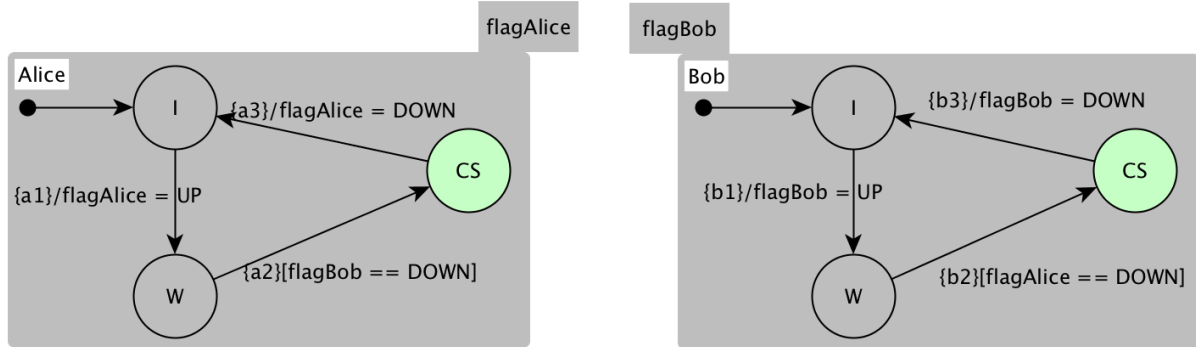 flagAlice
Alice
I
{a3}/flagAlice = DOWN
CS
{a1}/flagAlice = UP
{a2}[flagBob == DOWN]
W
flagBob
Bob
I
{b3}/flagBob = DOWN
CS
{b1}/flagBob = UP
{b2}[flagAlice == DOWN]
W